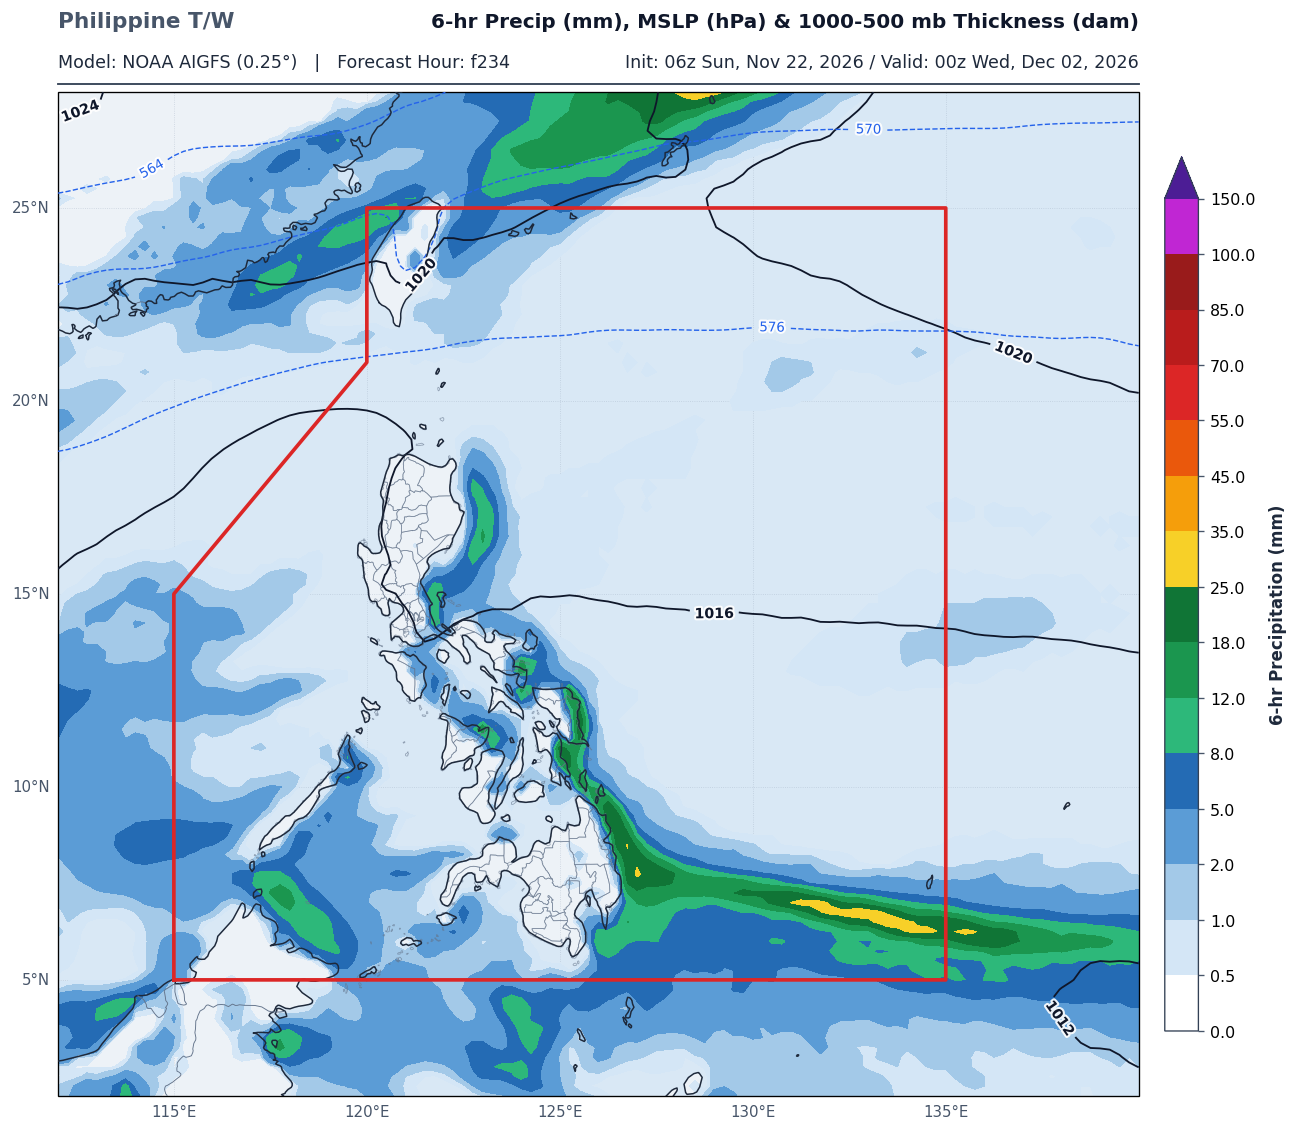 Philippine T/W
6-hr Precip (mm), MSLP (hPa) & 1000-500 mb Thickness (dam)
Model: NOAA AIGFS (0.25°) | Forecast Hour: f234
Init: 06z Sun, Nov 22, 2026 / Valid: 00z Wed, Dec 02, 2026
1024
564
570
1020
576
1020
1016
1012
25°N
20°N
15°N
10°N
5°N
115°E
120°E
125°E
130°E
135°E
150.0
100.0
85.0
70.0
55.0
45.0
35.0
25.0
18.0
12.0
8.0
5.0
2.0
1.0
0.5
0.0
6-hr Precipitation (mm)